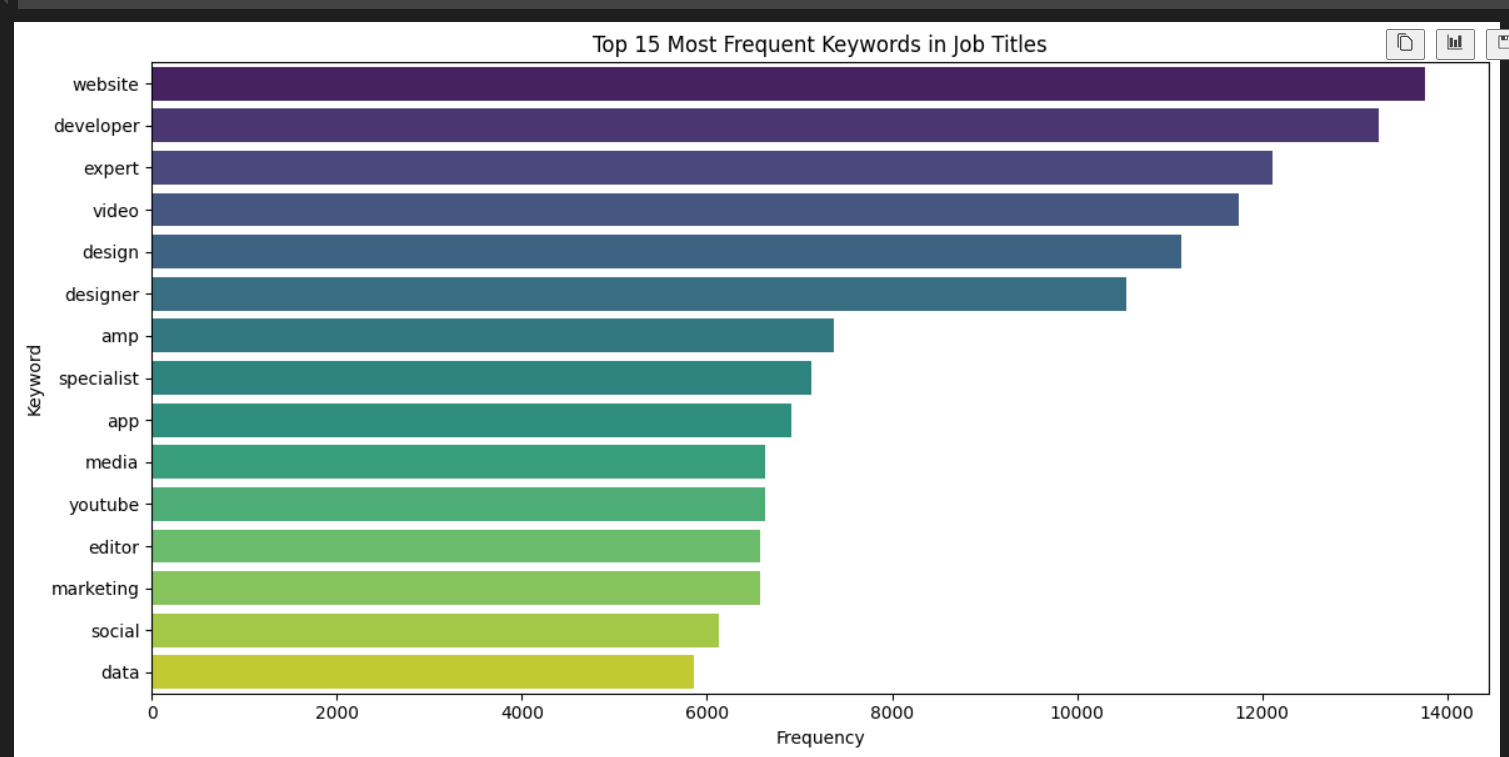 Top 15 Most Frequent Keywords in Job Titles
website
developer
expert
video
design
designer
amp
specialist
app
media
youtube
editor
marketing
social
data
Keyword
0 2000 4000 6000 8000 10000 12000 14000
Frequency